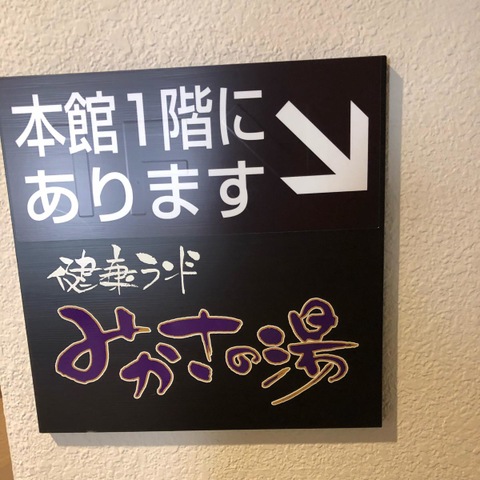 本館1階に
あります
健康ランド
みかさの湯